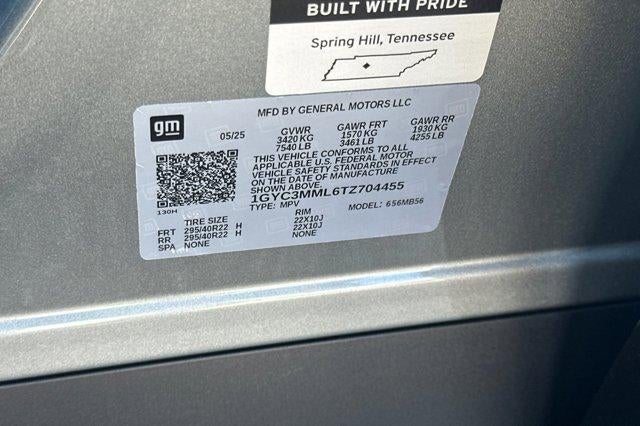 BUILT WITH PRIDE
Spring Hill, Tennessee
MFD BY GENERAL MOTORS LLC
gm
05/25 GVWR GAWR FRT GAWR RR
3420 KG 1570 KG 1930 KG
7540 LB 3461 LB 4255 LB
THIS VEHICLE CONFORMS TO ALL
APPLICABLE U.S. FEDERAL MOTOR
VEHICLE SAFETY STANDARDS IN EFFECT
ON THE DATE OF MANUFACTURE
SHOWN ABOVE.
1GYC3MML6TZ704455
TYPE: MPV MODEL: 656MB56
130H
TIRE SIZE RIM
FRT 295/40R22 H 22X10J
RR 295/40R22 H 22X10J
SPA NONE NONE